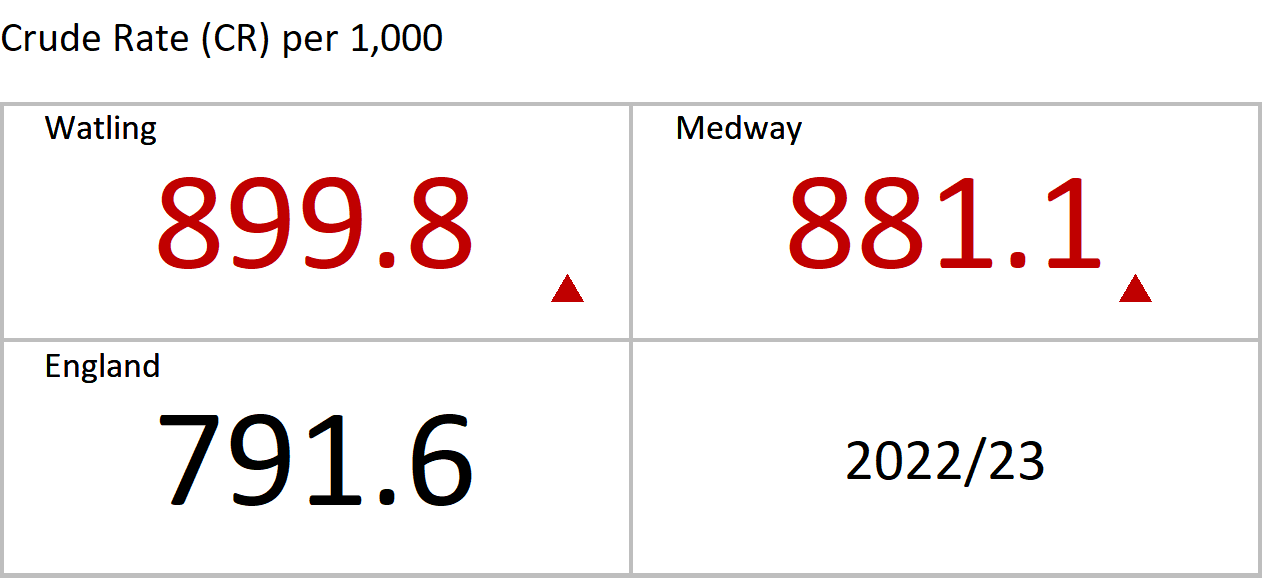 Crude Rate (CR) per 1,000
Watling
899.8
Medway
881.1
England
791.6
2022/23